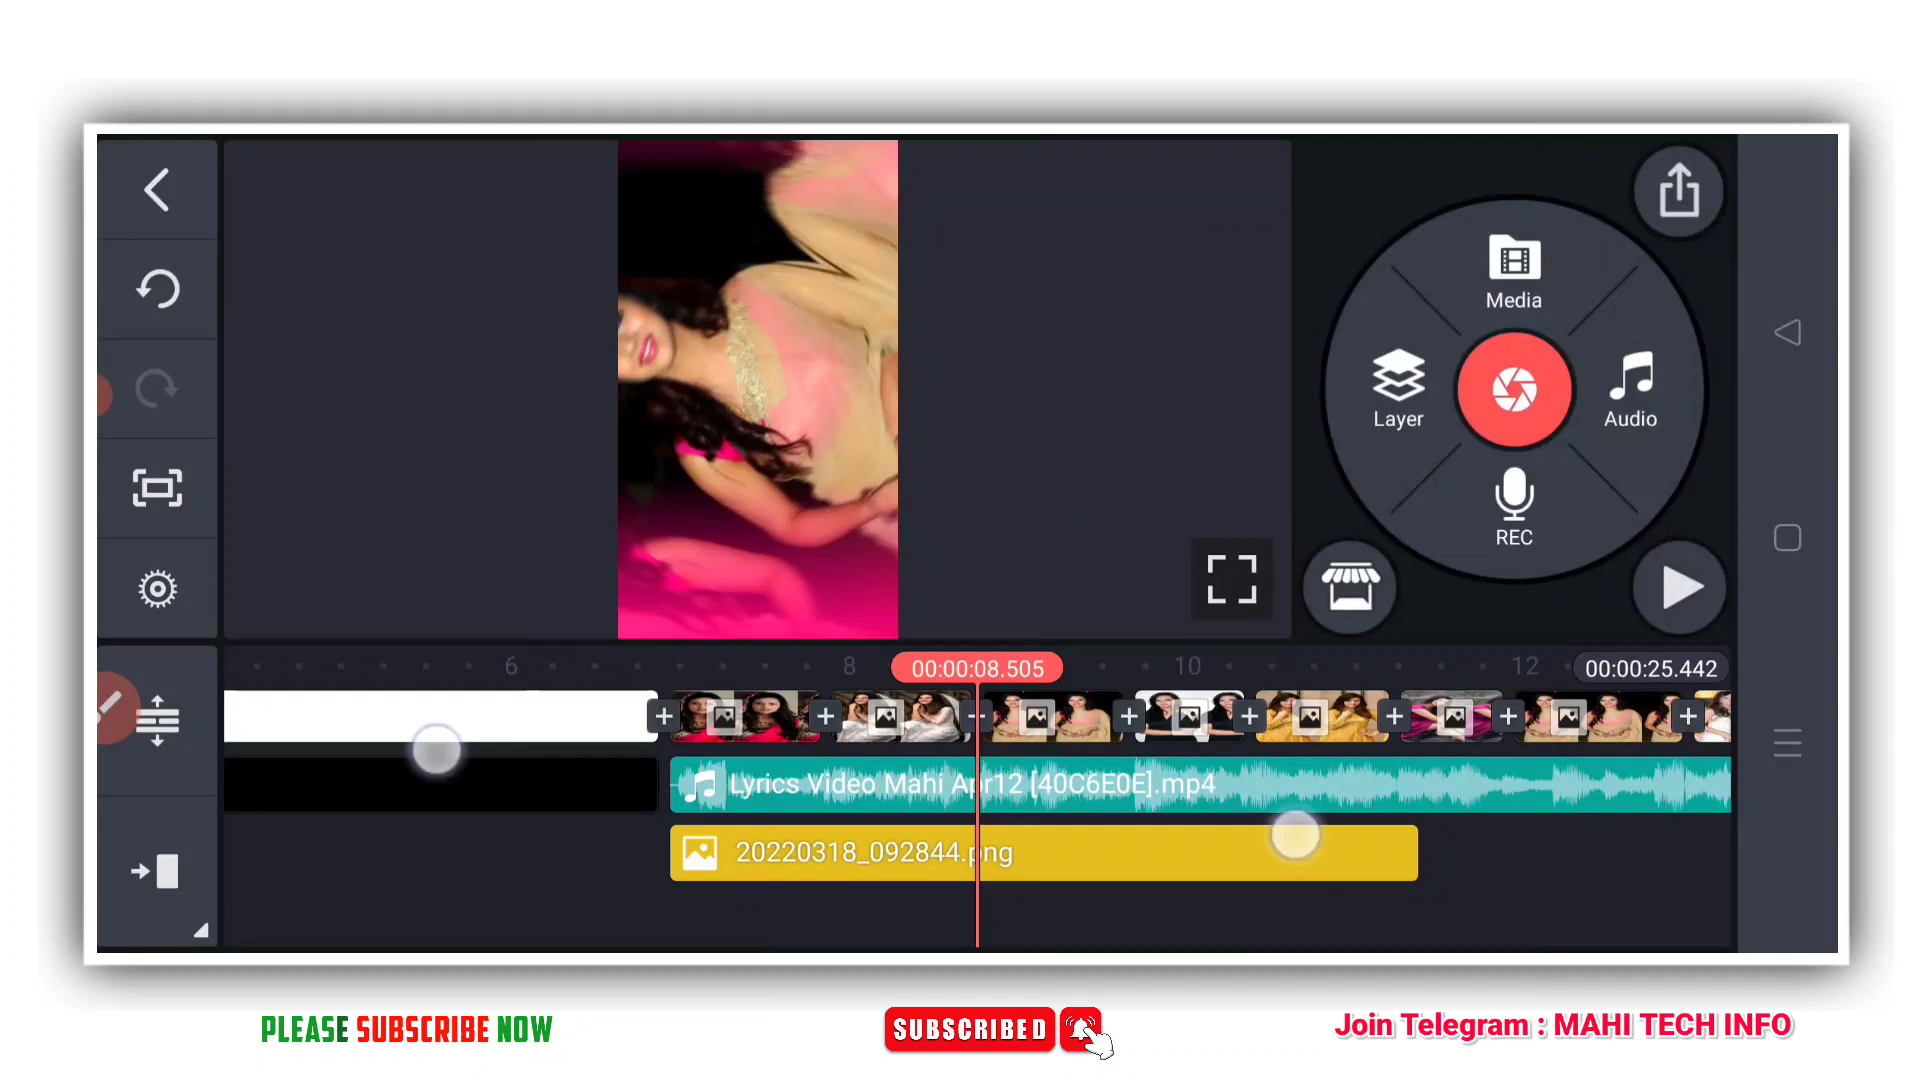 Media
Layer
Audio
REC
6
8
00:00:08.505
10
12
00:00:25.442
Lyrics Video Mahi Apr12 [40C6E0E].mp4
20220318_092844.png
PLEASE SUBSCRIBE NOW
SUBSCRIBED
Join Telegram : MAHI TECH INFO